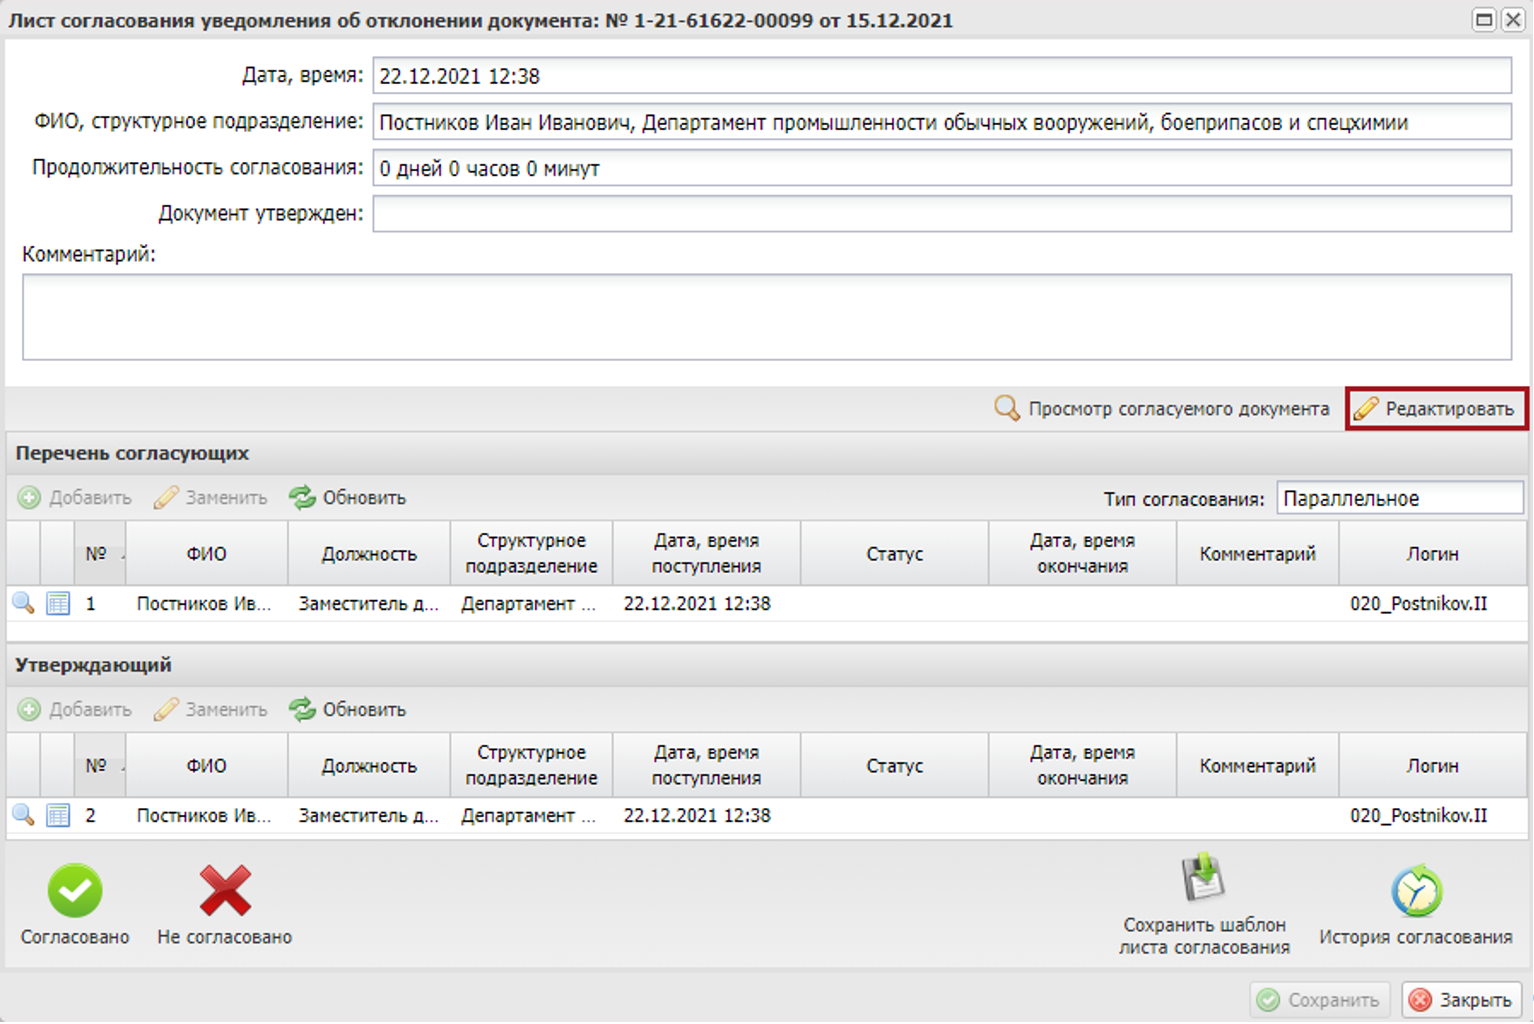 Лист согласования уведомления об отклонении документа: № 1-21-61622-00099 от 15.12.2021
Дата, время: 22.12.2021 12:38
ФИО, структурное подразделение: Постников Иван Иванович, Департамент промышленности обычных вооружений, боеприпасов и спецхимии
Продолжительность согласования: 0 дней 0 часов 0 минут
Документ утвержден:
Комментарий:
Просмотр согласуемого документа Редактировать
Перечень согласующих
Добавить Заменить Обновить Тип согласования: Параллельное
№ ФИО Должность Структурное подразделение Дата, время поступления Статус Дата, время окончания Комментарий Логин
1 Постников Ив... Заместитель д... Департамент ... 22.12.2021 12:38 020_Postnikov.II
Утверждающий
Добавить Заменить Обновить
№ ФИО Должность Структурное подразделение Дата, время поступления Статус Дата, время окончания Комментарий Логин
2 Постников Ив... Заместитель д... Департамент ... 22.12.2021 12:38 020_Postnikov.II
Согласовано Не согласовано Сохранить шаблон листа согласования История согласования
Сохранить Закрыть